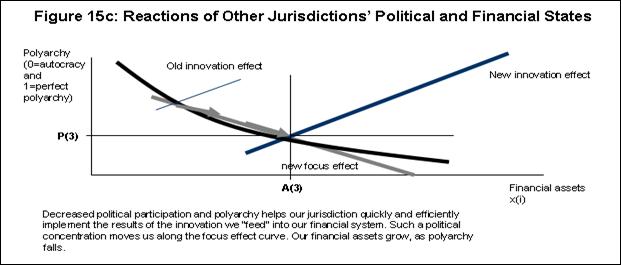 Figure 15c: Reactions of Other Jurisdictions' Political and Financial States
Polyarchy
(0=autocracy
and
1=perfect
polyarchy)
Old innovation effect
New innovation effect
P(3)
new focus effect
A(3)
Financial assets
x(i)
Decreased political participation and polyarchy helps our jurisdiction quickly and efficiently
implement the results of the innovation we "feed" into our financial system. Such a political
concentration moves us along the focus effect curve. Our financial assets grow, as polyarchy
falls.